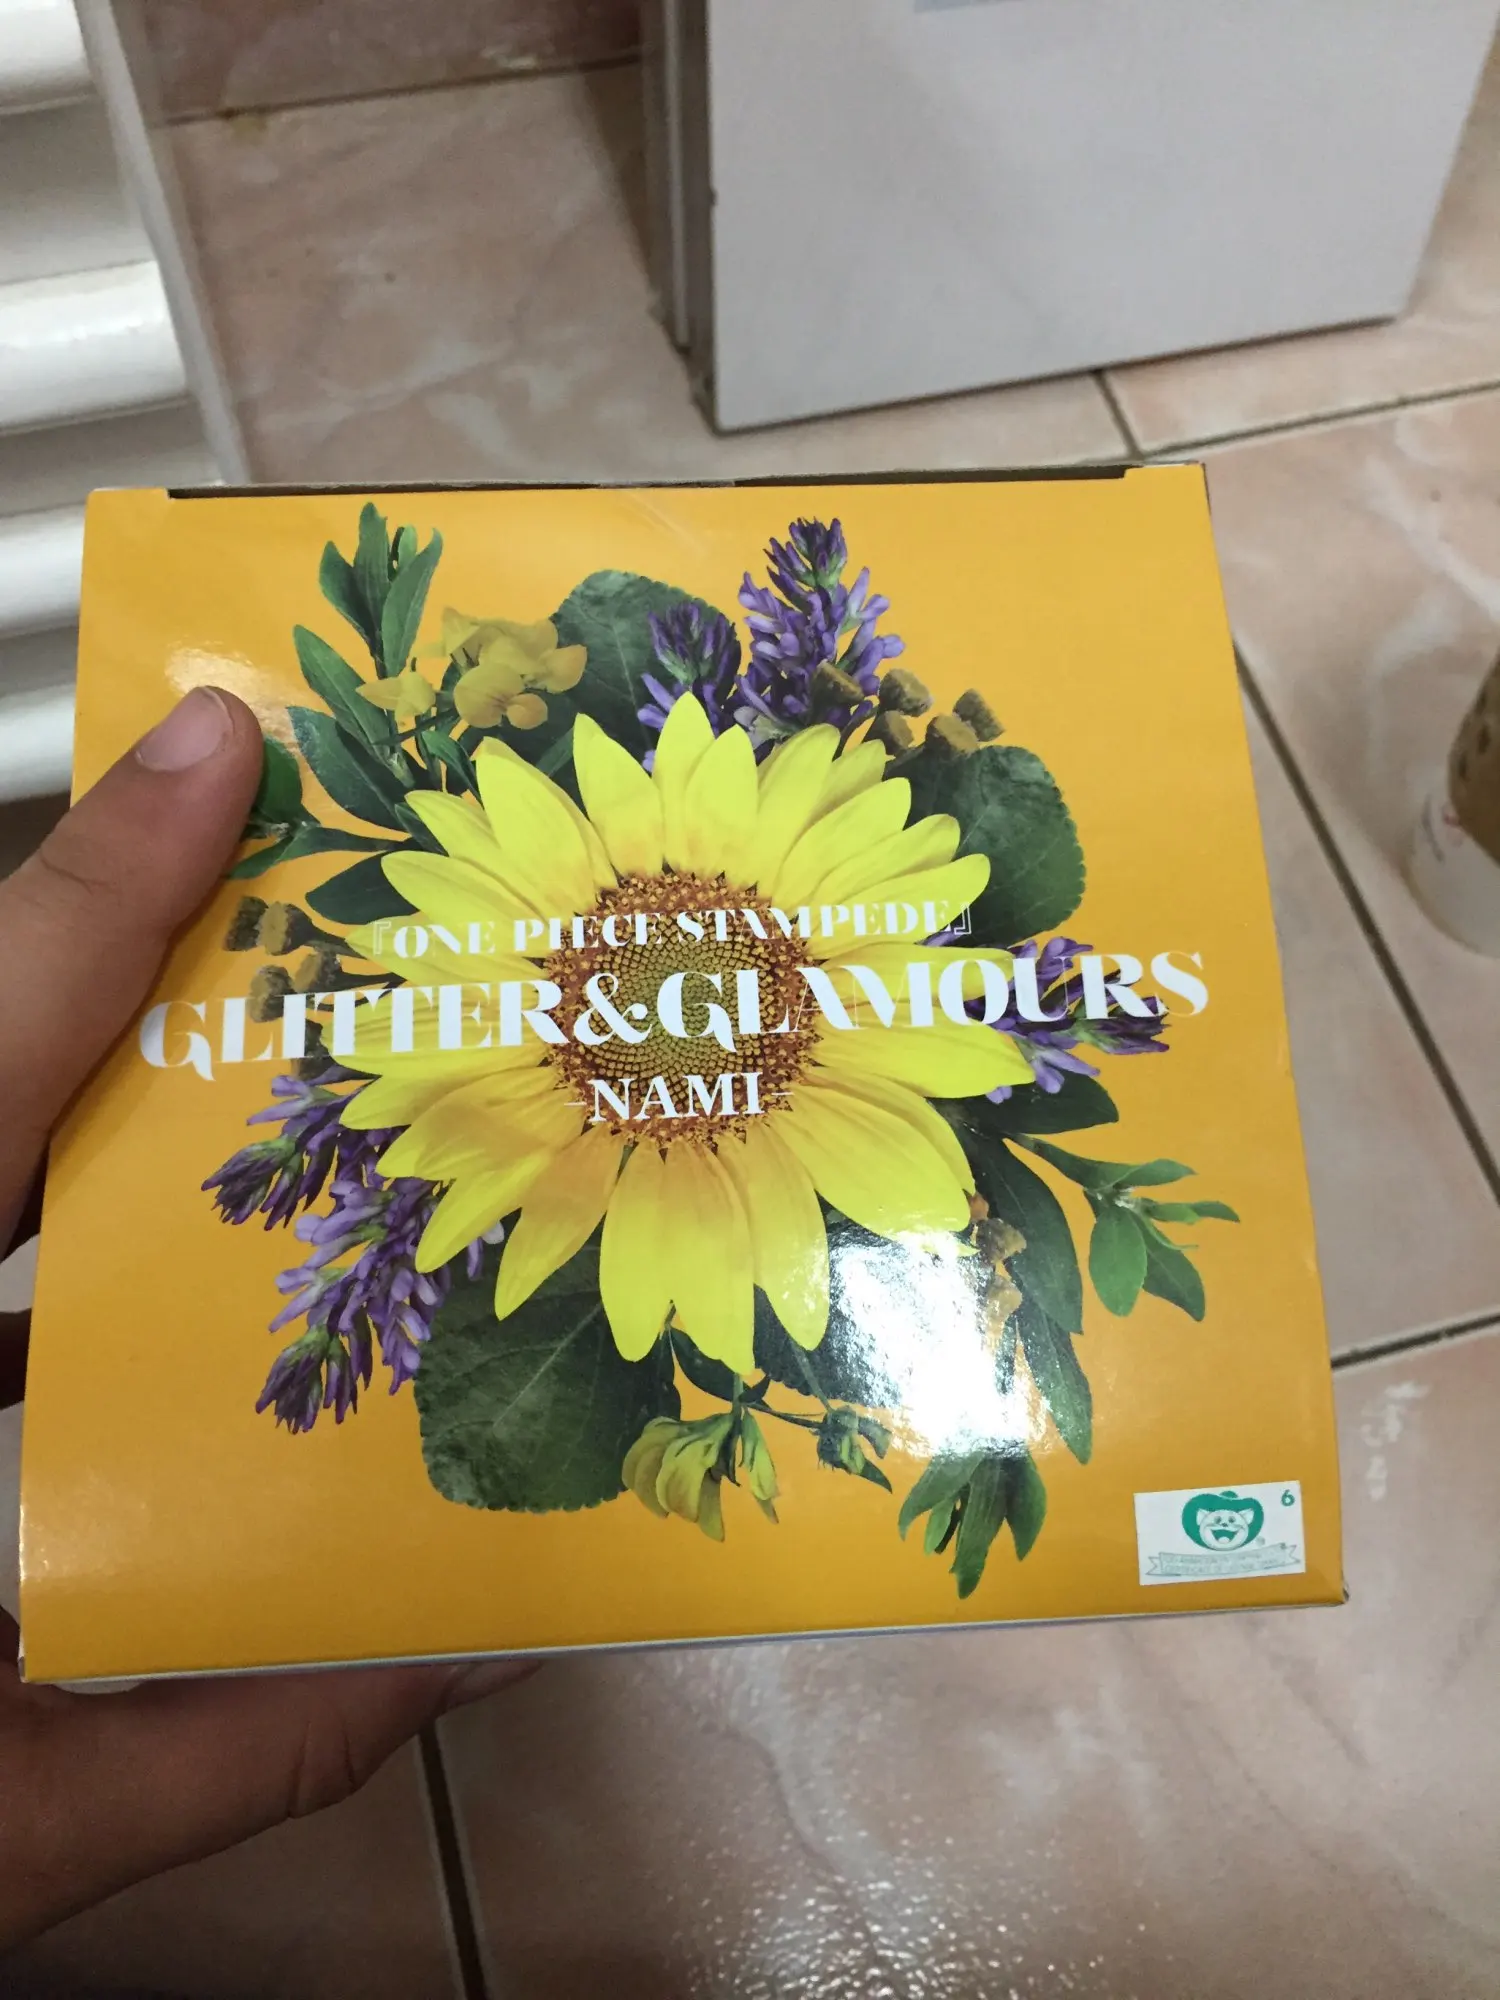 『ONE PIECE STAMPEDE』
GLITTER&GLAMOURS
-NAMI-
6
®